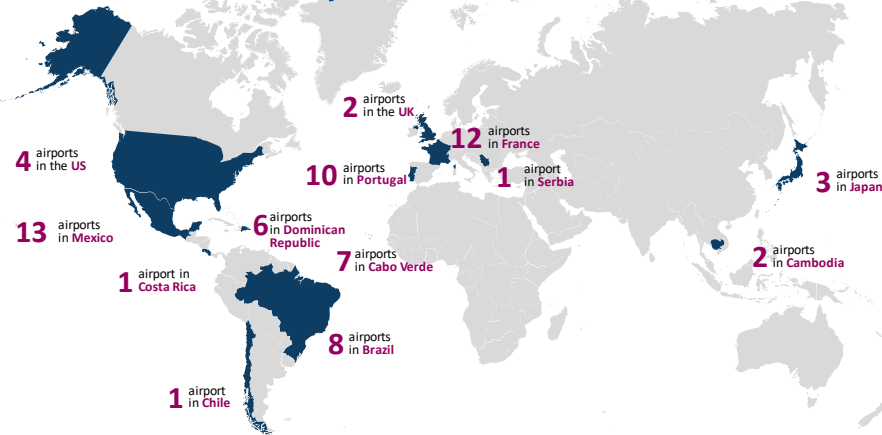 2 airports
in the UK
12 airports
in France
4 airports
in the US
10 airports
in Portugal
1 airport
in Serbia
3 airports
in Japan
13 airports
in Mexico
6 airports
in Dominican
Republic
7 airports
in Cabo Verde
2 airports
in Cambodia
1 airport in
Costa Rica
8 airports
in Brazil
1 airport
in Chile